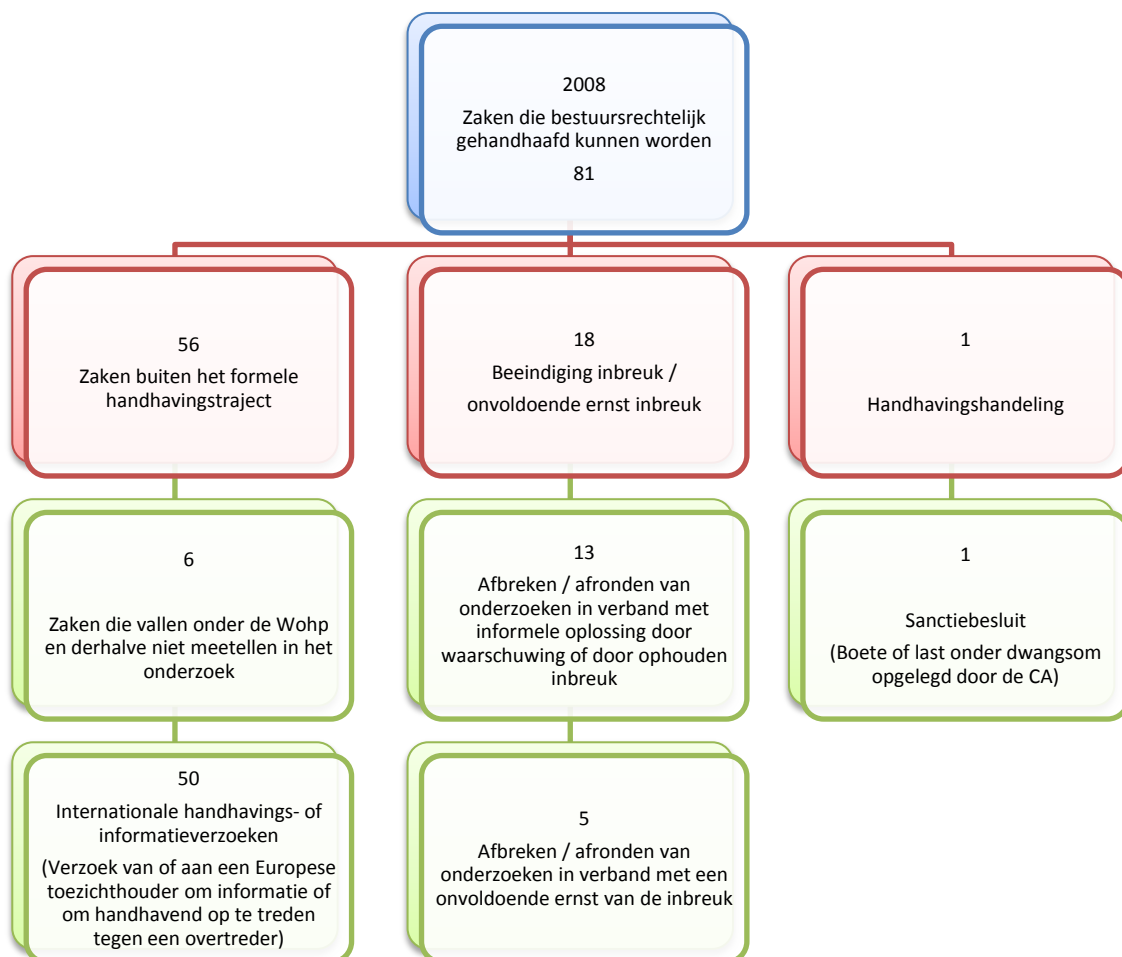 2008
Zaken die bestuursrechtelijk
gehandhaafd kunnen worden
81
56
Zaken buiten het formele
handhavingstraject
18
Beeindiging inbreuk /
onvoldoende ernst inbreuk
1
Handhavingshandeling
6
Zaken die vallen onder de Wohp
en derhalve niet meetellen in het
onderzoek
13
Afbreken / afronden van
onderzoeken in verband met
informele oplossing door
waarschuwing of door ophouden
inbreuk
1
Sanctiebesluit
(Boete of last onder dwangsom
opgelegd door de CA)
50
Internationale handhavings- of
informatieverzoeken
(Verzoek van of aan een Europese
toezichthouder om informatie of
om handhavend op te treden
tegen een overtreder)
5
Afbreken / afronden van
onderzoeken in verband met een
onvoldoende ernst van de inbreuk